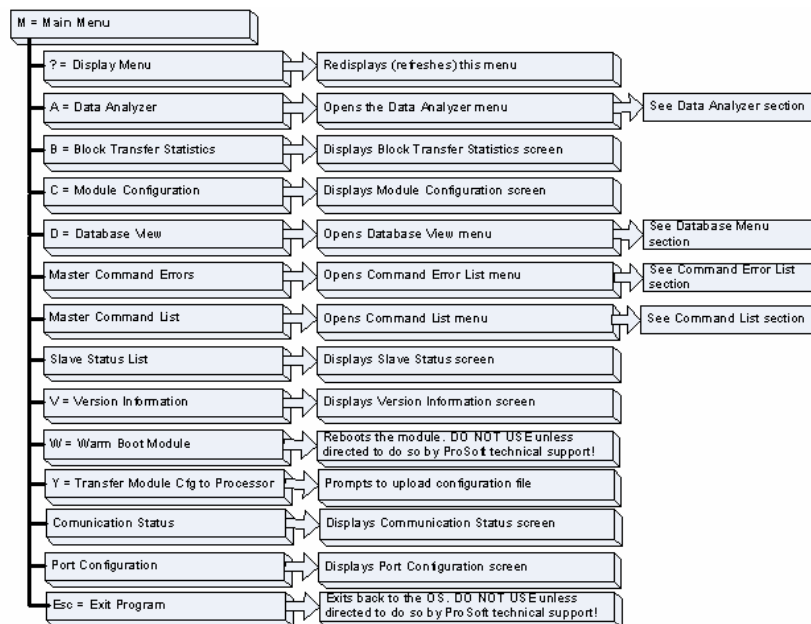 M = Main Menu
? = Display Menu
Redisplays (refreshes) this menu
A = Data Analyzer
Opens the Data Analyzer menu
See Data Analyzer section
B = Block Transfer Statistics
Displays Block Transfer Statistics screen
C = Module Configuration
Displays Module Configuration screen
D = Database View
Opens Database View menu
See Database Menu
section
Master Command Errors
Opens Command Error List menu
See Command Error List
section
Master Command List
Opens Command List menu
See Command List section
Slave Status List
Displays Slave Status screen
V = Version Information
Displays Version Information screen
W = Warm Boot Module
Reboots the module. DO NOT USE unless
directed to do so by ProSoft technical support!
Y = Transfer Module Cfg to Processor
Prompts to upload configuration file
Comunication Status
Displays Communication Status screen
Port Configuration
Displays Port Configuration screen
Esc = Exit Program
Exits back to the OS. DO NOT USE unless
directed to do so by ProSoft technical support!